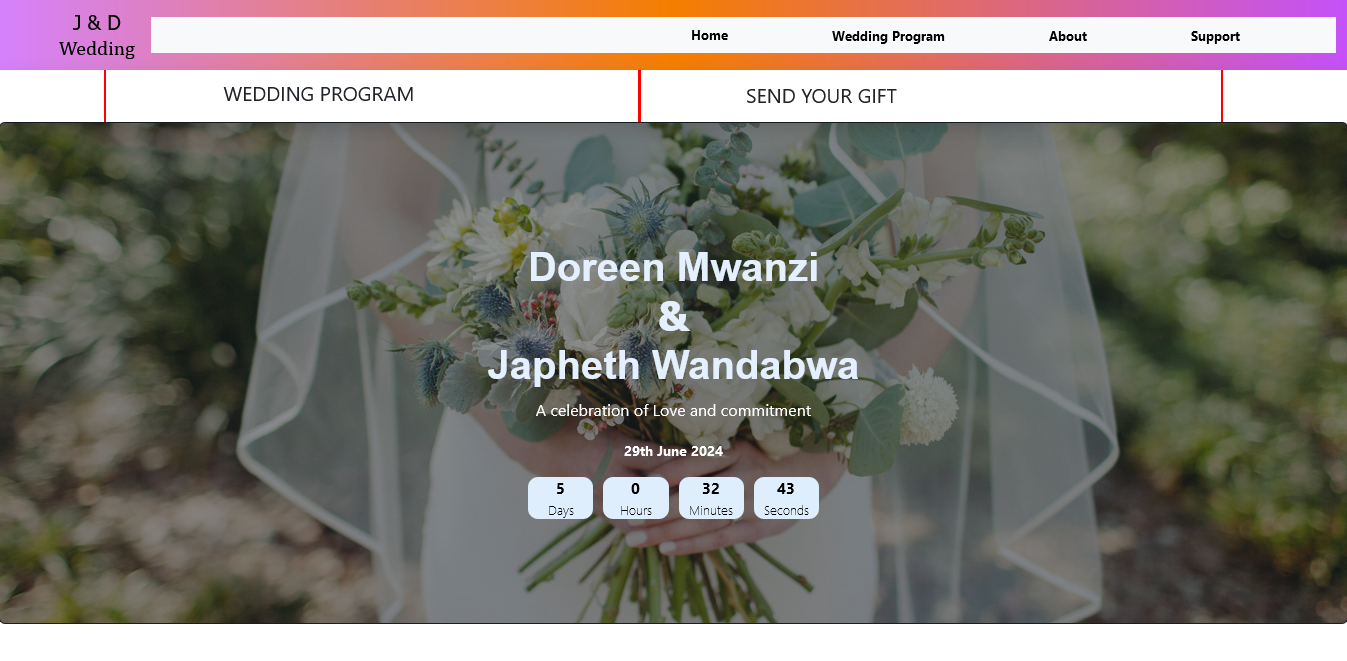 J & D
Wedding
Home
Wedding Program
About
Support
WEDDING PROGRAM
SEND YOUR GIFT
Doreen Mwanzi
&
Japheth Wandabwa
A celebration of Love and commitment
29th June 2024
5
Days
0
Hours
32
Minutes
43
Seconds